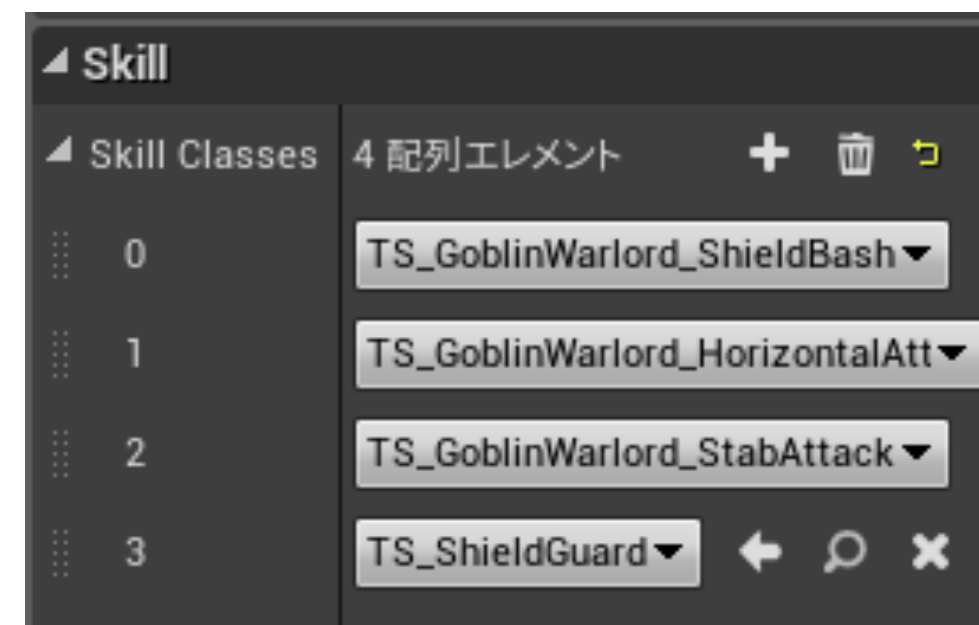 Skill
Skill Classes 4 配列エレメント
0 TS_GoblinWarlord_ShieldBash
1 TS_GoblinWarlord_HorizontalAtt
2 TS_GoblinWarlord_StabAttack
3 TS_ShieldGuard